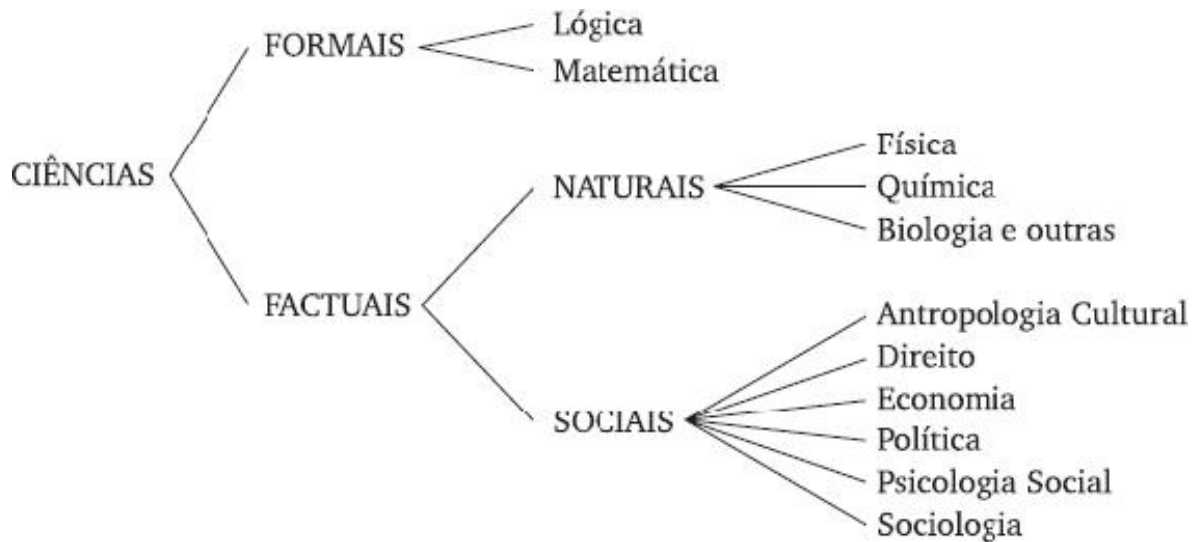 FORMAIS
Lógica
Matemática
CIÊNCIAS
NATURAIS
Física
Química
Biologia e outras
FACTUAIS
SOCIAIS
Antropologia Cultural
Direito
Economia
Política
Psicologia Social
Sociologia